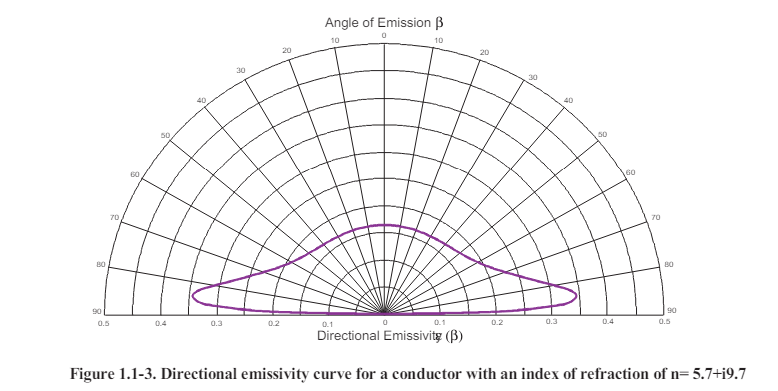 Angle of Emission β
0
10 10
20 20
30 30
40 40
50 50
60 60
70 70
80 80
90 90
0.5 0.4 0.3 0.2 0.1 0 0.1 0.2 0.3 0.4 0.5
Directional Emissivity (β)
Figure 1.1-3. Directional emissivity curve for a conductor with an index of refraction of n= 5.7+i9.7